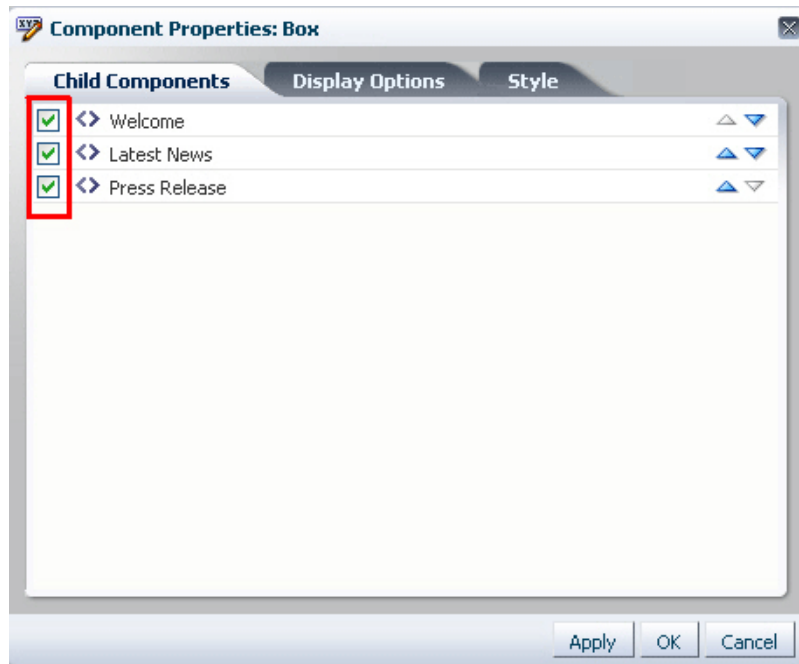 Component Properties: Box
Child Components Display Options Style
Welcome
Latest News
Press Release
Apply OK Cancel